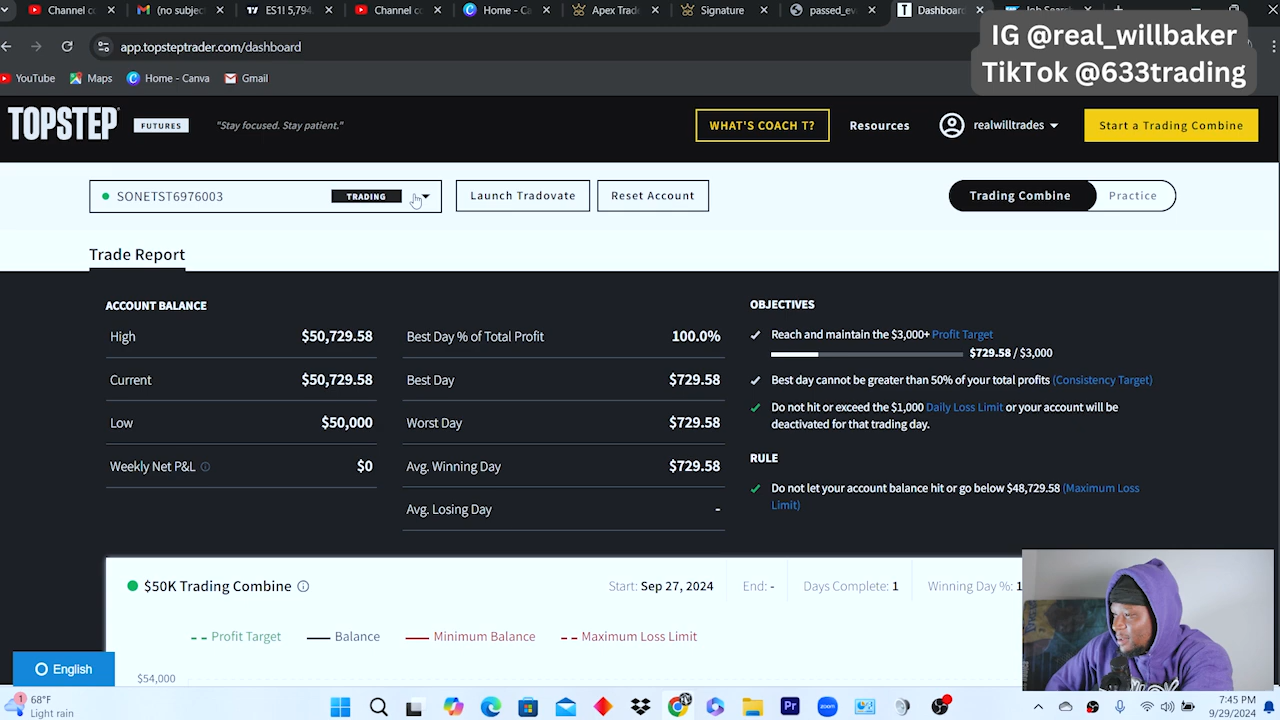 Channel c
(no subjec
ES1! 5,794.
Channel c
Home - Ca
Apex Trade
Signature
passed_eve
Dashboard
IG @real_willbaker
app.topsteptrader.com/dashboard
TikTok @633trading
YouTube
Maps
Home - Canva
Gmail
TOPSTEP
FUTURES
"Stay focused. Stay patient."
WHAT'S COACH T?
Resources
realwilltrades
Start a Trading Combine
SONETST6976003
TRADING
Launch Tradovate
Reset Account
Trading Combine
Practice
Trade Report
ACCOUNT BALANCE
High $50,729.58
Current $50,729.58
Low $50,000
Weekly Net P&L $0
Best Day % of Total Profit 100.0%
Best Day $729.58
Worst Day $729.58
Avg. Winning Day $729.58
Avg. Losing Day -
OBJECTIVES
Reach and maintain the $3,000+ Profit Target
$729.58 / $3,000
Best day cannot be greater than 50% of your total profits (Consistency Target)
Do not hit or exceed the $1,000 Daily Loss Limit or your account will be
deactivated for that trading day.
RULE
Do not let your account balance hit or go below $48,729.58 (Maximum Loss
Limit)
$50K Trading Combine
Start: Sep 27, 2024
End: -
Days Complete: 1
Winning Day %: 1
Profit Target
Balance
Minimum Balance
Maximum Loss Limit
$54,000
English
1
68°F
Light rain
Pr
zoom
7:45 PM
9/29/2024